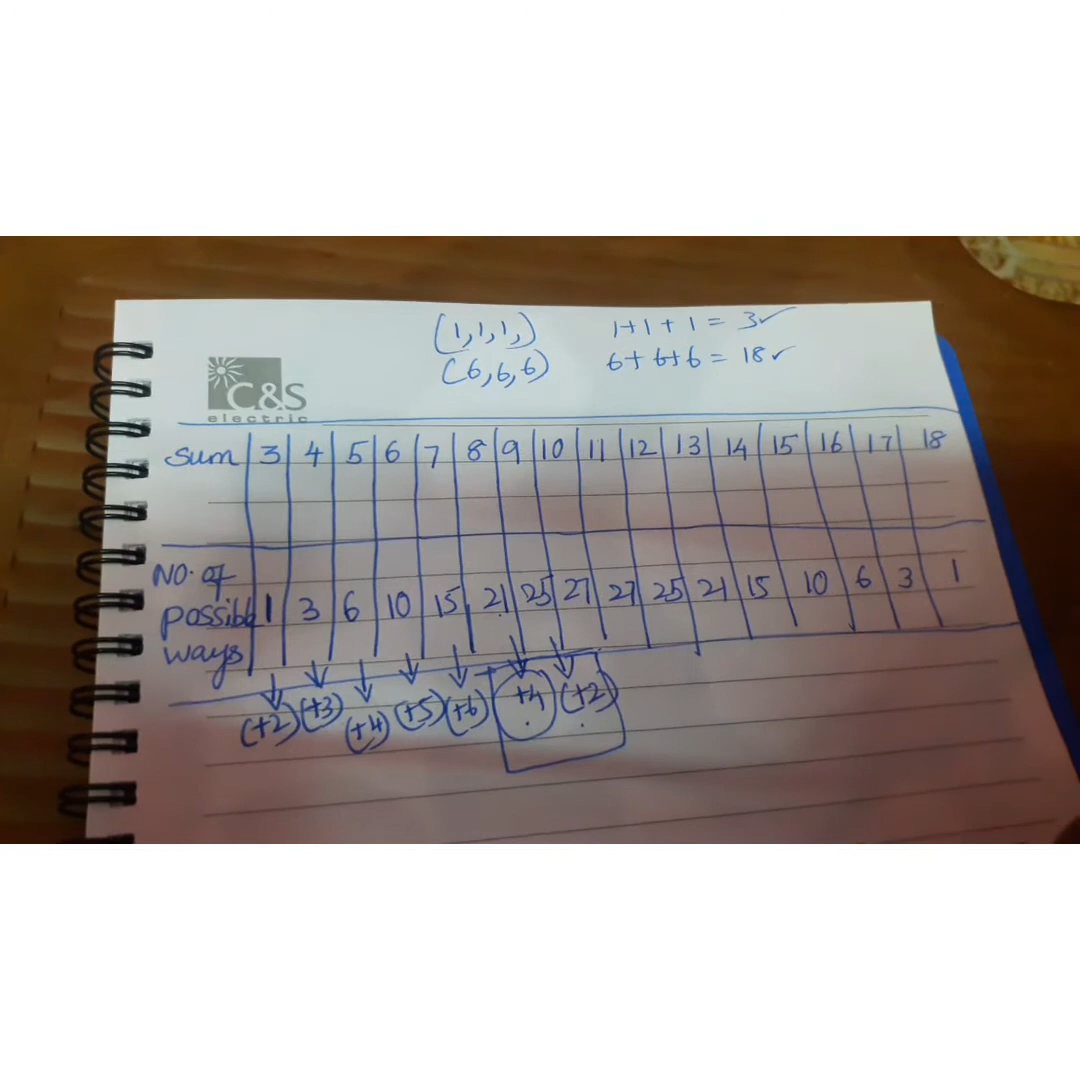 (1,1,1,) 1+1+1 = 3✓
(6,6,6) 6+6+6 = 18✓
C&S
electric
Sum 3 4 5 6 7 8 9 10 11 12 13 14 15 16 17 18
NO. of
possible 1 3 6 10 15 21 25 27 27 25 21 15 10 6 3 1
ways
(+2) (+3) (+4) (+5) (+6) +4 (+2)